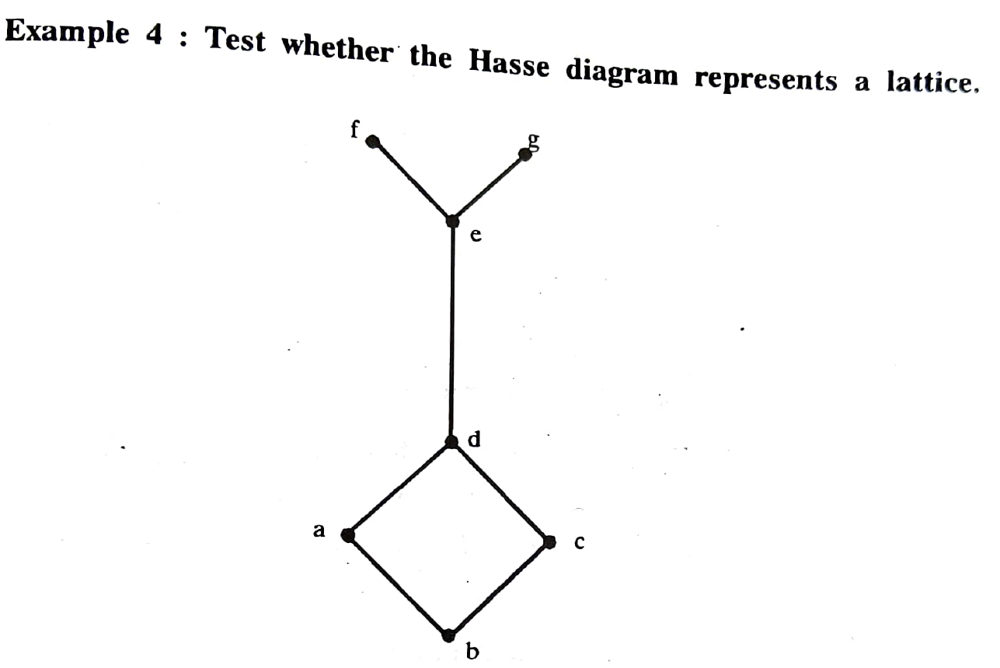 Example 4 : Test whether the Hasse diagram represents a lattice.
f
g
e
d
a
c
b